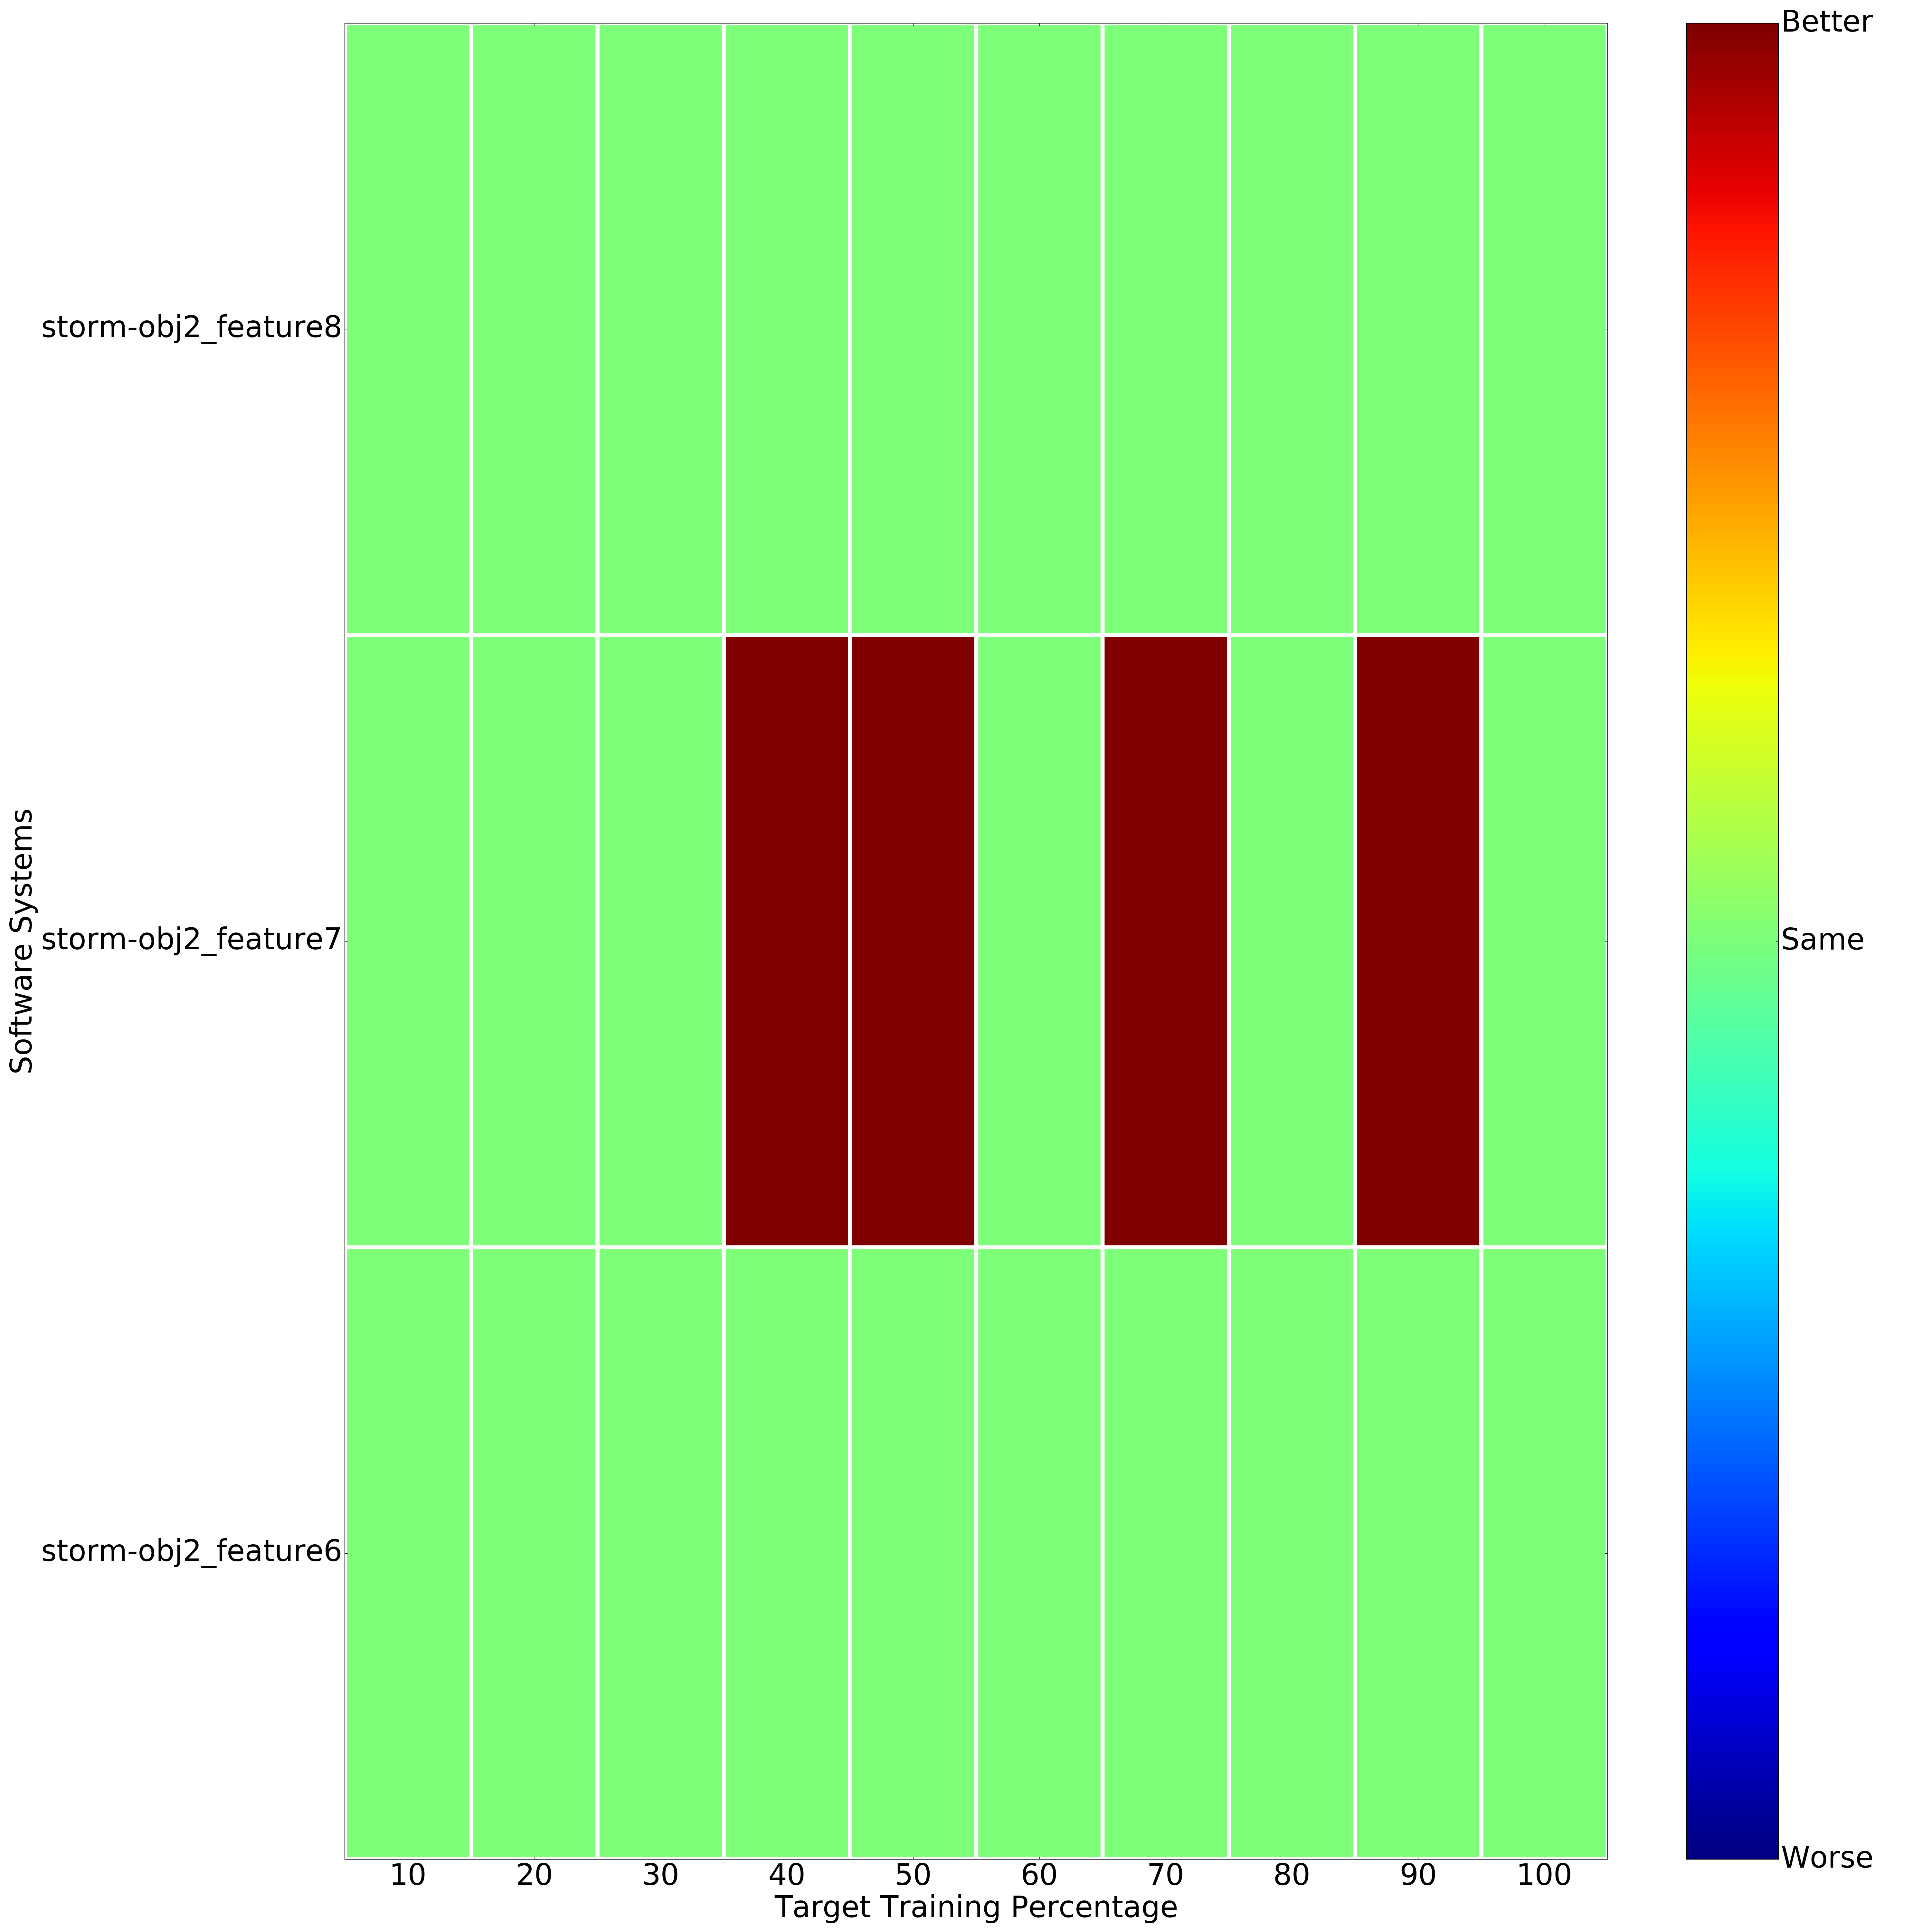 Better
storm-obj2_feature8
Software Systems
storm-obj2_feature7
Same
storm-obj2_feature6
Worse
10 20 30 40 50 60 70 80 90 100
Target Training Percentage